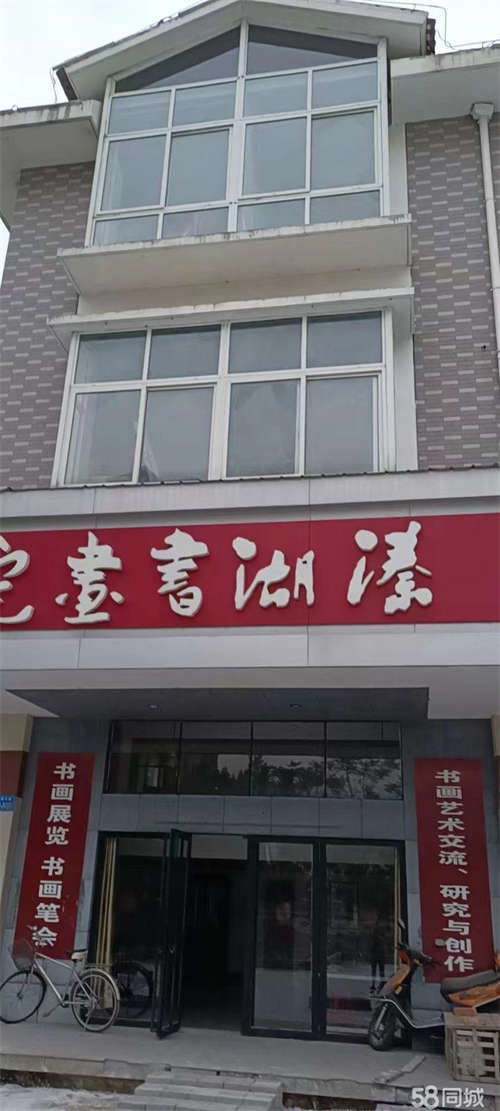 溱湖書畫院
书画艺术交流、研究与创作
书画展览 书画笔会
58同城